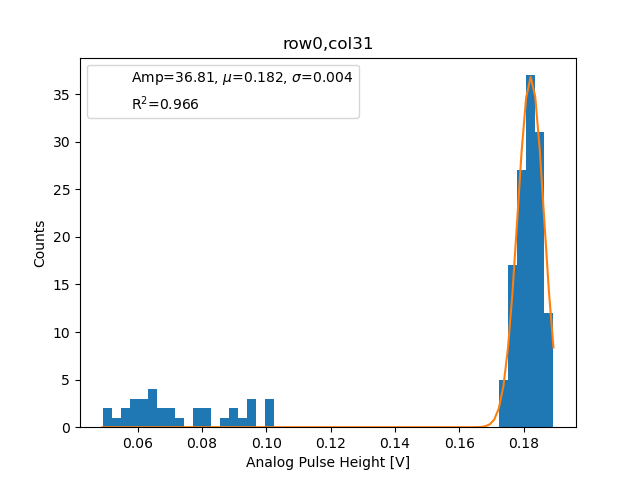 row0,col31
Amp=36.81, μ=0.182, σ=0.004
R²=0.966
35
30
25
20
15
10
5
0
Counts
0.06 0.08 0.10 0.12 0.14 0.16 0.18
Analog Pulse Height [V]